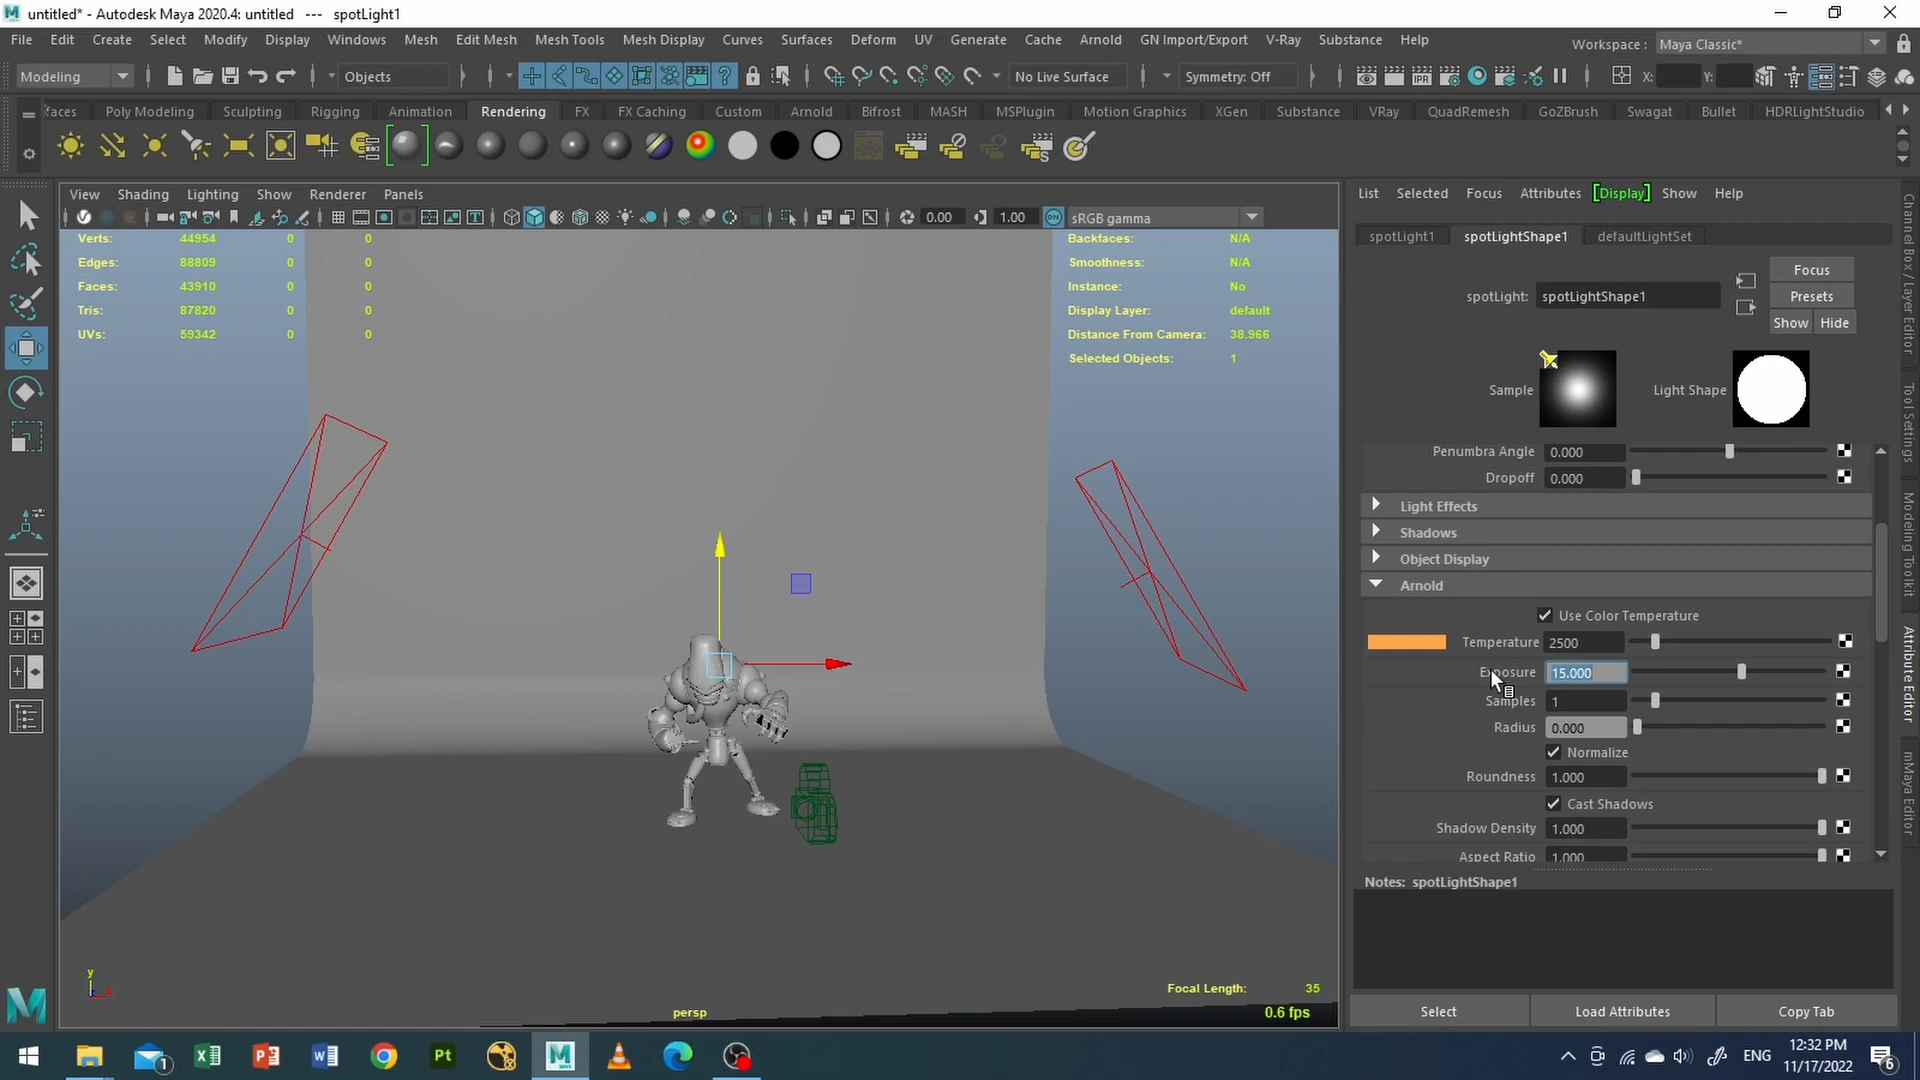 untitled* - Autodesk Maya 2020.4: untitled --- spotLight1
File Edit Create Select Modify Display Windows Mesh Edit Mesh Mesh Tools Mesh Display Curves Surfaces Deform UV Generate Cache Arnold GN Import/Export V-Ray Substance Help Workspace : Maya Classic*
Modeling Objects No Live Surface Symmetry: Off X: Y:
faces Poly Modeling Sculpting Rigging Animation Rendering FX FX Caching Custom Arnold Bifrost MASH MSPlugin Motion Graphics XGen Substance VRay QuadRemesh GoZBrush Swagat Bullet HDRLightStudio
View Shading Lighting Show Renderer Panels
0.00 1.00 ON sRGB gamma
Verts: 44954 0 0
Edges: 88809 0 0
Faces: 43910 0 0
Tris: 87820 0 0
UVs: 59342 0 0
Backfaces: N/A
Smoothness: N/A
Instance: No
Display Layer: default
Distance From Camera: 38.966
Selected Objects: 1
y
x
Focal Length: 35
persp
0.6 fps
List Selected Focus Attributes [Display] Show Help
spotLight1 spotLightShape1 defaultLightSet
spotLight: spotLightShape1
Focus
Presets
Show Hide
Sample Light Shape
Penumbra Angle 0.000
Dropoff 0.000
Light Effects
Shadows
Object Display
Arnold
Use Color Temperature
Temperature 2500
Exposure 15.000
Samples 1
Radius 0.000
Normalize
Roundness 1.000
Cast Shadows
Shadow Density 1.000
Aspect Ratio 1.000
Notes: spotLightShape1
Select Load Attributes Copy Tab
Channel Box / Layer Editor
Tool Settings
Modeling Toolkit
Attribute Editor
mMaya Editor
1 Pt M
ENG 12:32 PM
11/17/2022 6